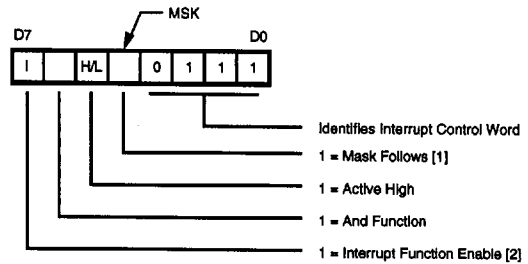 MSK
D7 D0
I H/L 0 1 1 1
Identifies Interrupt Control Word
1 = Mask Follows [1]
1 = Active High
1 = And Function
1 = Interrupt Function Enable [2]